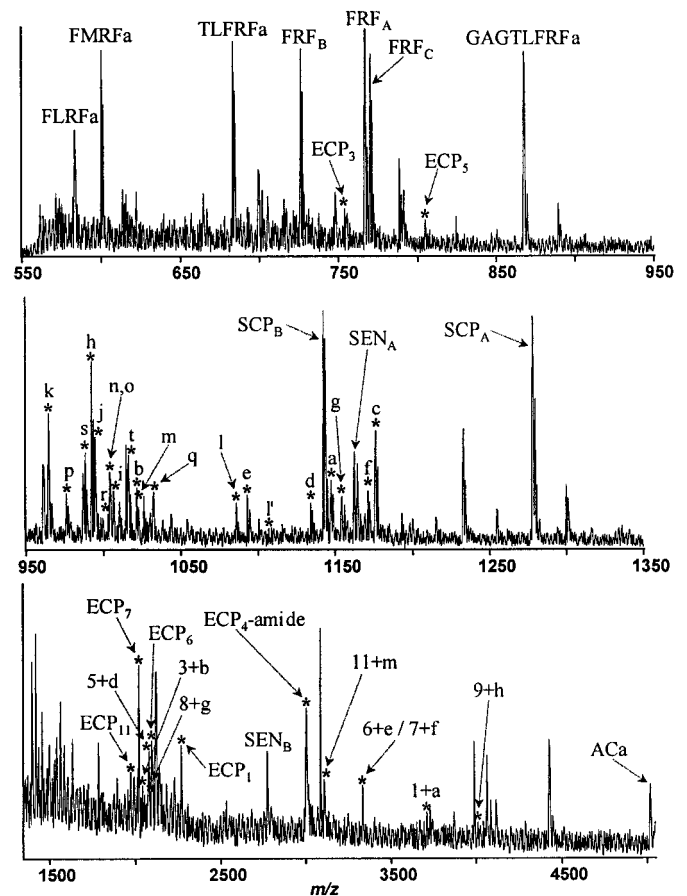 FMRFa
TLFRFa
FRF_B
FRF_A
FRF_C
GAGTLFRFa
FLRFa
ECP_3
ECP_5
*
*
550 650 750 850 950
SCP_B
SEN_A
SCP_A
h
k
s
j
n,o
t
m
p
r
i
b
q
l
e
l'
d
a
g
f
c
* * * * * * * * * * * * * * * * * * * *
950 1050 1150 1250 1350
ECP_7
ECP_6
ECP_4-amide
3+b
5+d
8+g
11+m
9+h
ECP_11
SEN_B
6+e / 7+f
ECP_1
1+a
ACa
* * * * * * * * * * * *
1500 2500 3500 4500
m/z